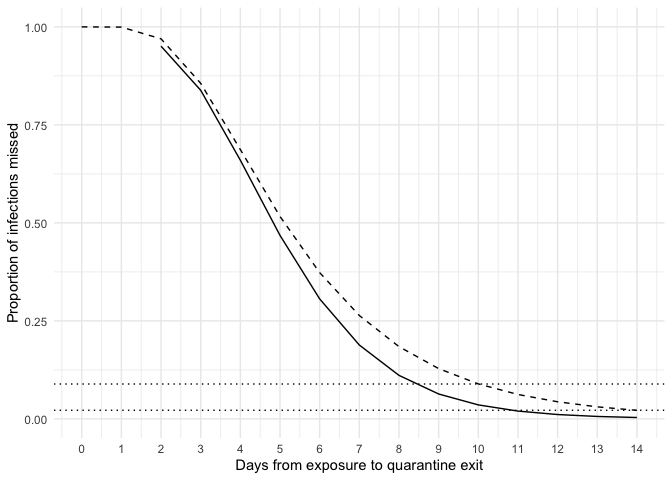 1.00
0.75
0.50
0.25
0.00
Proportion of infections missed
0 1 2 3 4 5 6 7 8 9 10 11 12 13 14
Days from exposure to quarantine exit